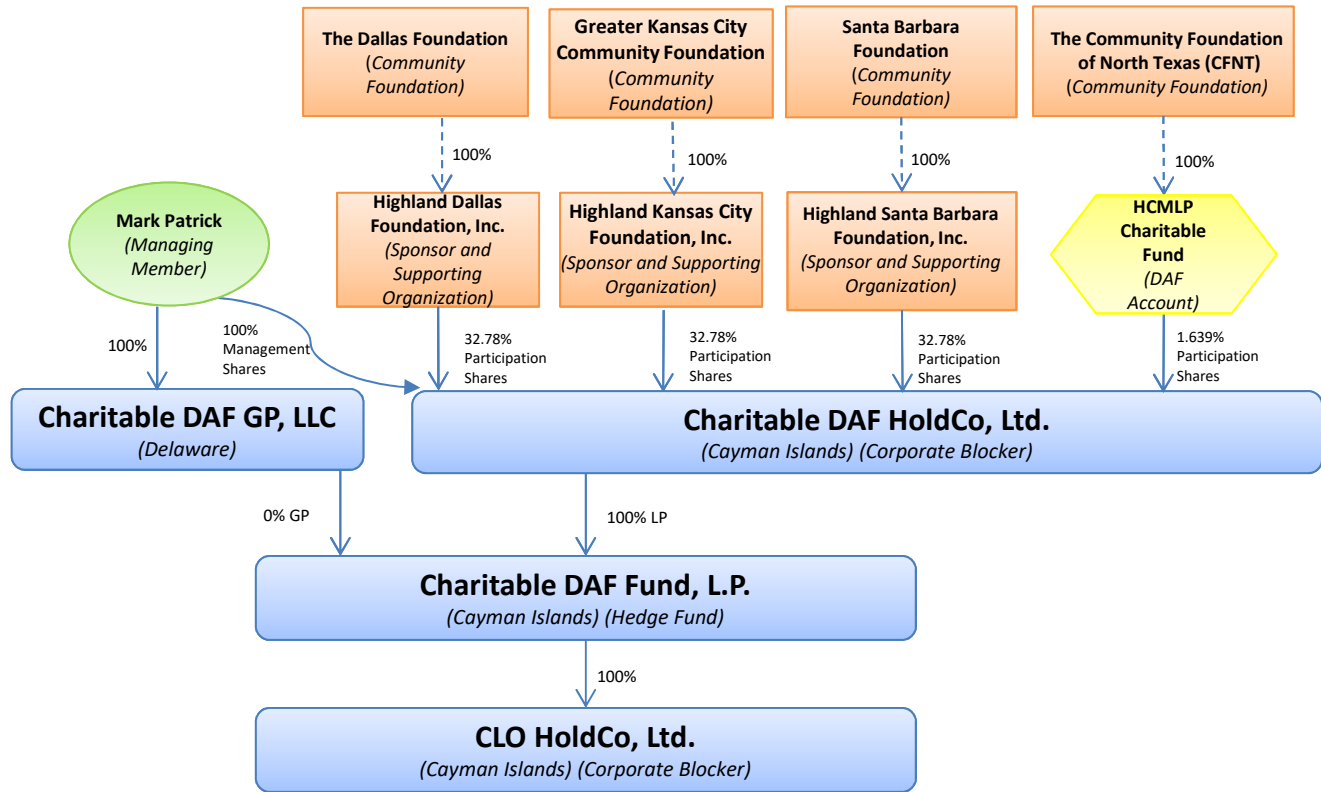 The Dallas Foundation
(Community
Foundation)
Greater Kansas City
Community Foundation
(Community
Foundation)
Santa Barbara
Foundation
(Community
Foundation)
The Community Foundation
of North Texas (CFNT)
(Community Foundation)
100%
100%
100%
100%
Mark Patrick
(Managing
Member)
Highland Dallas
Foundation, Inc.
(Sponsor and
Supporting
Organization)
Highland Kansas City
Foundation, Inc.
(Sponsor and Supporting
Organization)
Highland Santa Barbara
Foundation, Inc.
(Sponsor and Supporting
Organization)
HCMLP
Charitable
Fund
(DAF
Account)
100%
100%
Management
Shares
32.78%
Participation
Shares
32.78%
Participation
Shares
32.78%
Participation
Shares
1.639%
Participation
Shares
Charitable DAF GP, LLC
(Delaware)
Charitable DAF HoldCo, Ltd.
(Cayman Islands) (Corporate Blocker)
0% GP
100% LP
Charitable DAF Fund, L.P.
(Cayman Islands) (Hedge Fund)
100%
CLO HoldCo, Ltd.
(Cayman Islands) (Corporate Blocker)